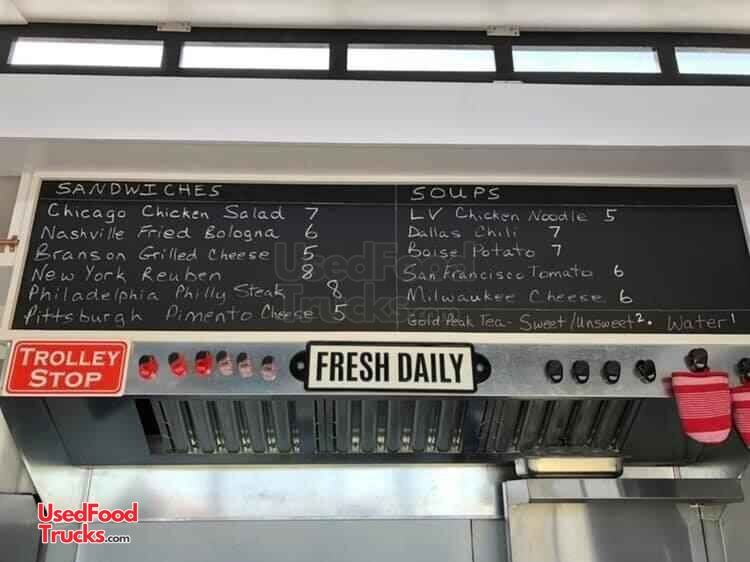 SANDWICHES
Chicago Chicken Salad 7
Nashville Fried Bologna 6
Branson Grilled Cheese 5
New York Reuben 8
Philadelphia Philly Steak 8
Pittsburgh Pimento Cheese 5
SOUPS
LV Chicken Noodle 5
Dallas Chili 7
Boise Potato 7
San Francisco Tomato 6
Milwaukee Cheese 6
Gold Peak Tea - Sweet/Unsweet 2. Water 1
UsedFood
Trucks.com
TROLLEY
STOP
FRESH DAILY
UsedFood
Trucks.com